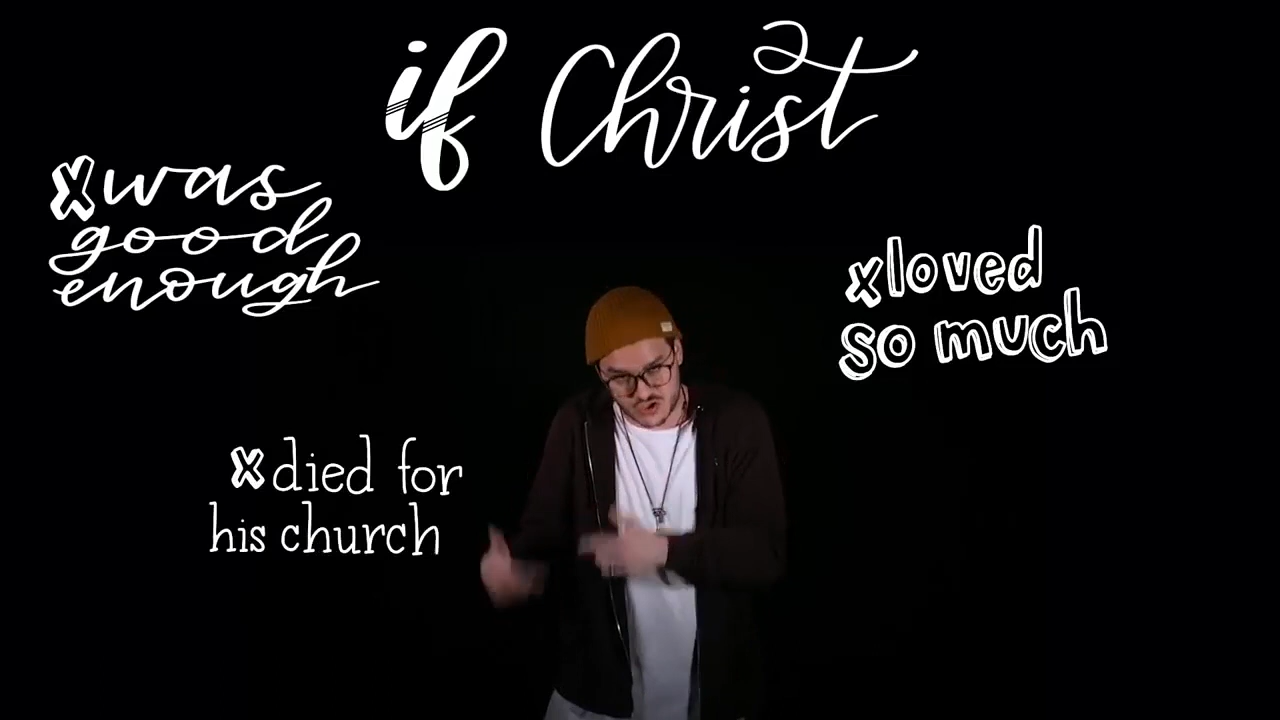 if Christ
x was
good
enough
x loved
so much
x died for
his church